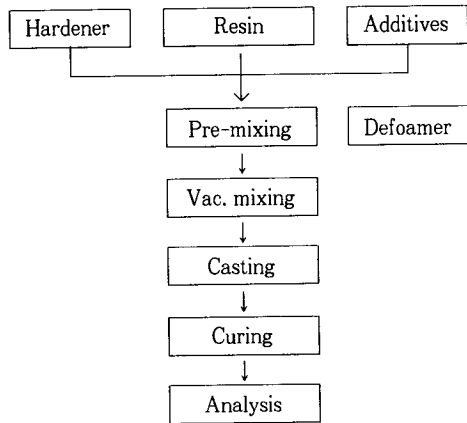 Hardener
Resin
Additives
Pre-mixing
Defoamer
Vac. mixing
Casting
Curing
Analysis